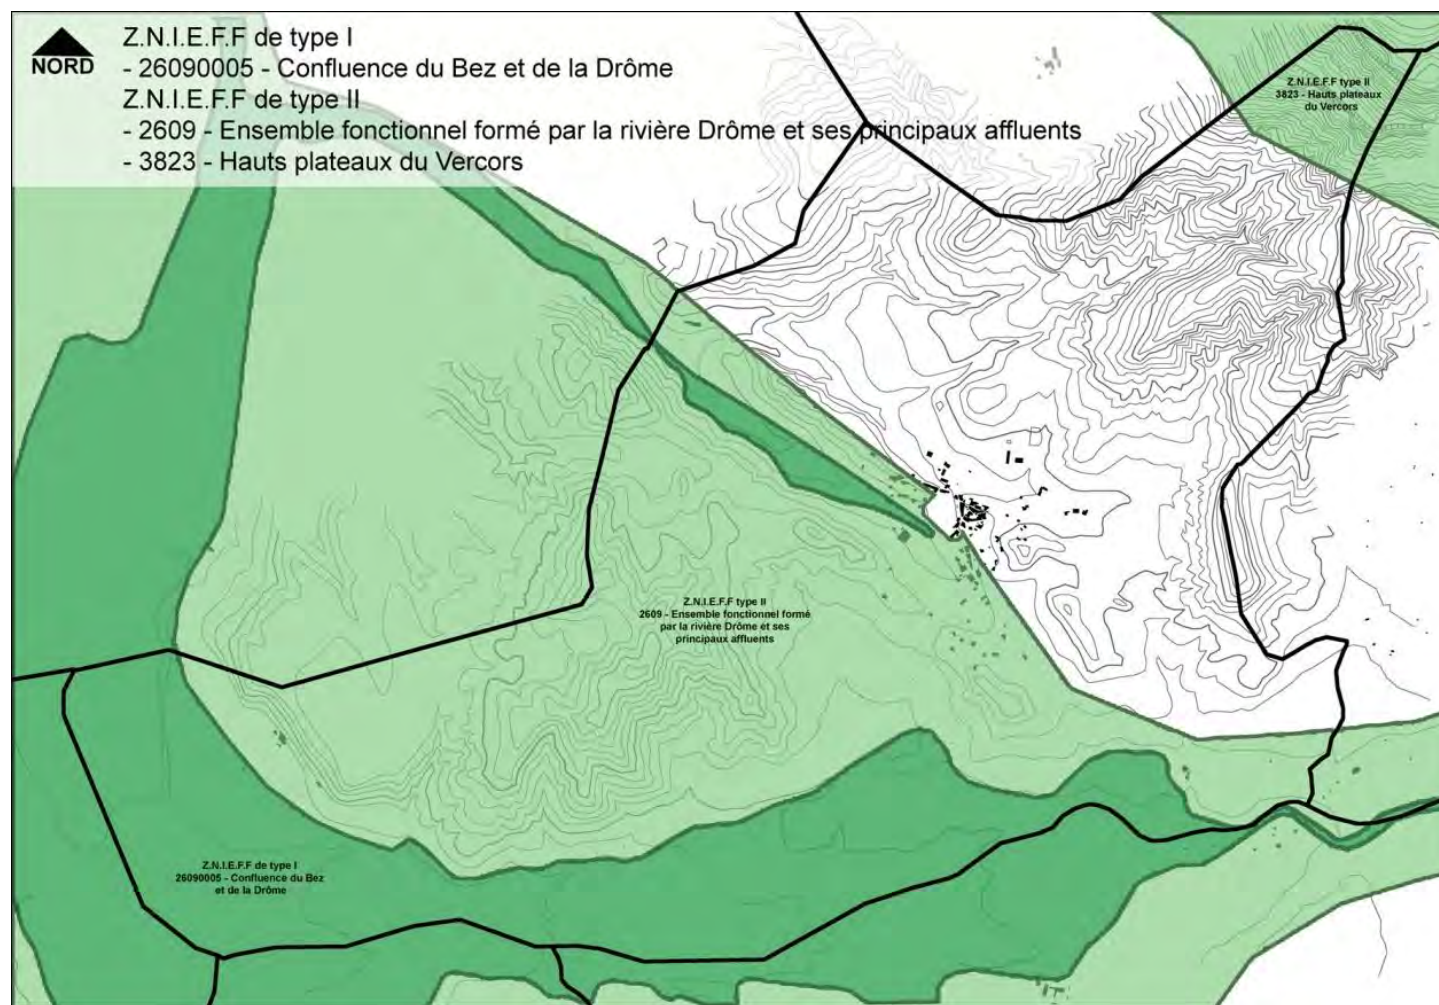 NORD
Z.N.I.E.F.F de type I
- 26090005 - Confluence du Bez et de la Drôme
Z.N.I.E.F.F de type II
- 2609 - Ensemble fonctionnel formé par la rivière Drôme et ses principaux affluents
- 3823 - Hauts plateaux du Vercors
Z.N.I.E.F.F type II
3823 - Hauts plateaux
du Vercors
Z.N.I.E.F.F type II
2609 - Ensemble fonctionnel formé
par la rivière Drôme et ses
principaux affluents
Z.N.I.E.F.F de type I
26090005 - Confluence du Bez
et de la Drôme